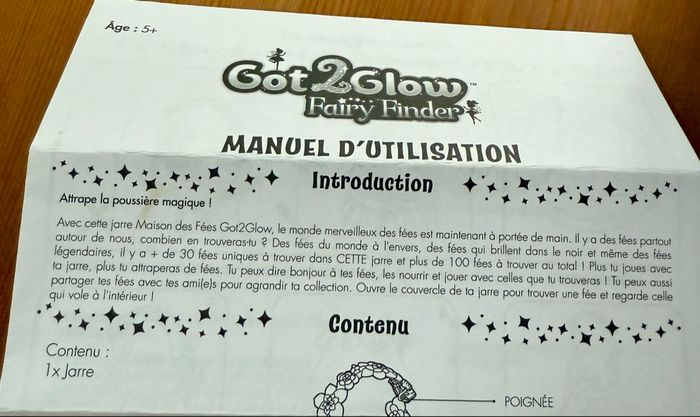 Âge : 5+
Got2Glow™
Fairy Finder
MANUEL D'UTILISATION
Introduction
Attrape la poussière magique !
Avec cette jarre Maison des Fées Got2Glow, le monde merveilleux des fées est maintenant à portée de main. Il y a des fées partout
autour de nous, combien en trouveras-tu ? Des fées du monde à l'envers, des fées qui brillent dans le noir et même des fées
légendaires, il y a + de 30 fées uniques à trouver dans CETTE jarre et plus de 100 fées à trouver au total ! Plus tu joues avec
ta jarre, plus tu attraperas de fées. Tu peux dire bonjour à tes fées, les nourrir et jouer avec celles que tu trouveras ! Tu peux aussi
partager tes fées avec tes ami(e)s pour agrandir ta collection. Ouvre le couvercle de ta jarre pour trouver une fée et regarde celle
qui vole à l'intérieur !
Contenu
Contenu :
1x Jarre
POIGNÉE